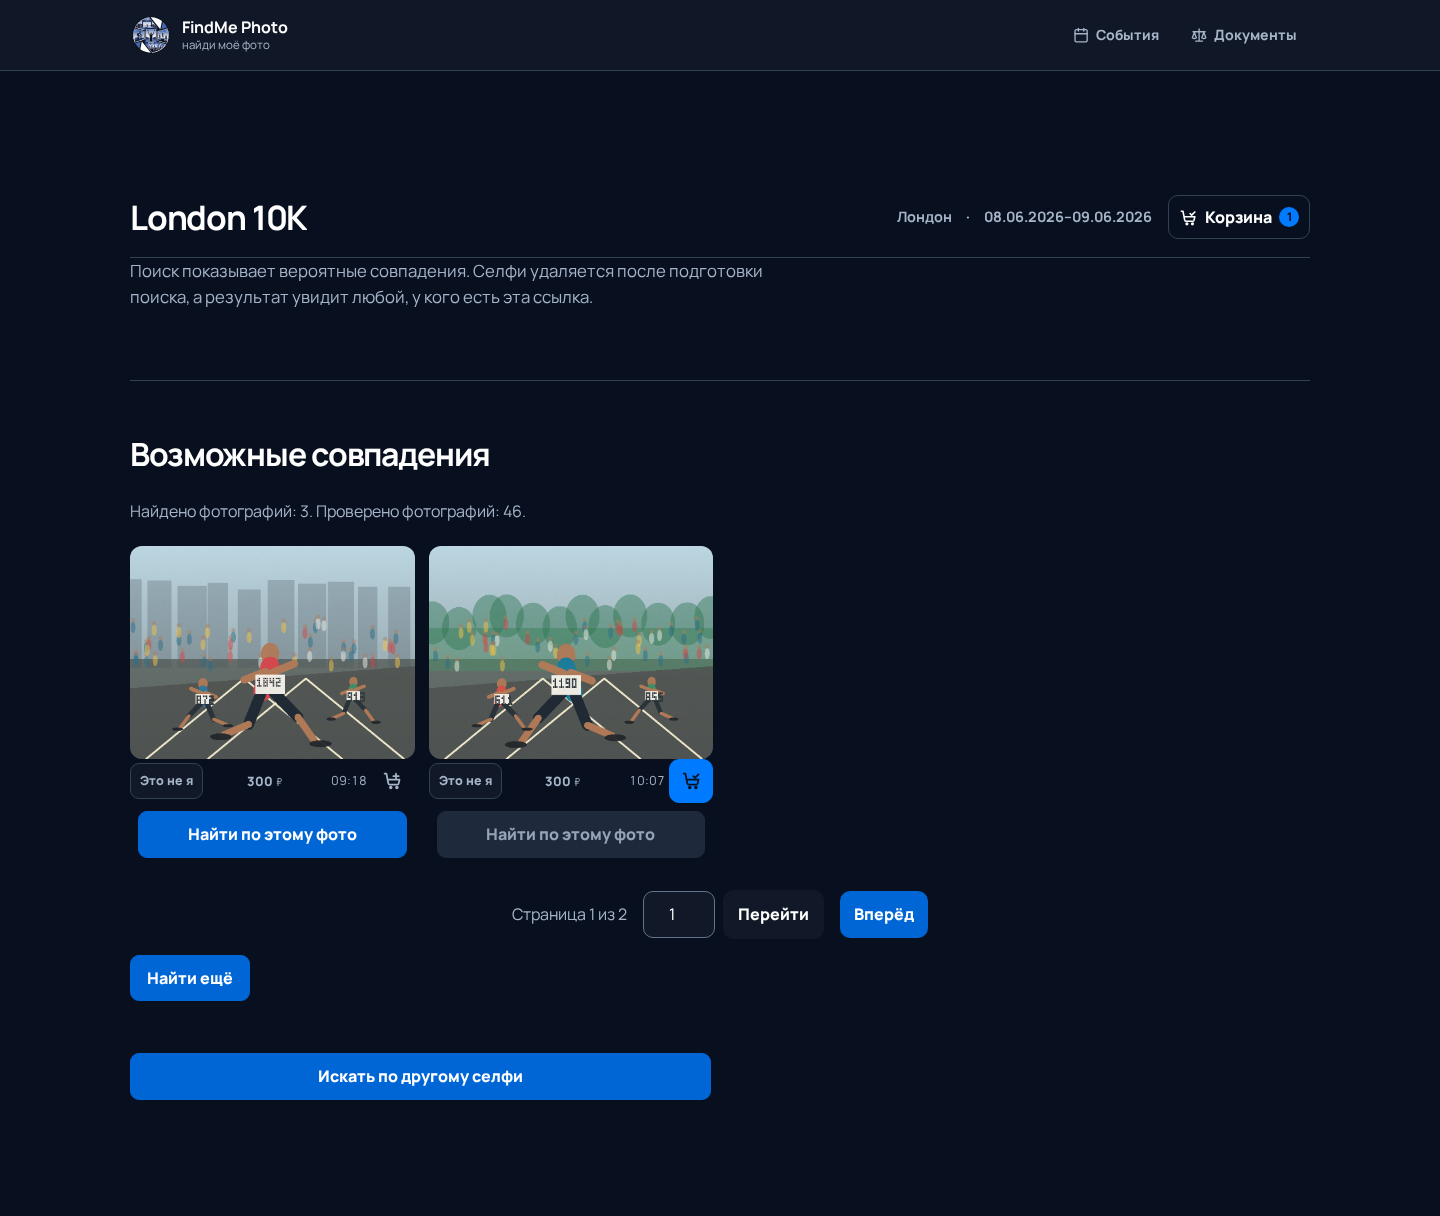 FindMe Photo
найди моё фото
События
Документы
London 10K
Лондон · 08.06.2026–09.06.2026
Корзина 1
Поиск показывает вероятные совпадения. Селфи удаляется после подготовки
поиска, а результат увидит любой, у кого есть эта ссылка.
Возможные совпадения
Найдено фотографий: 3. Проверено фотографий: 46.
1842
1190
Это не я 300 ₽ 09:18
Это не я 300 ₽ 10:07
Найти по этому фото
Найти по этому фото
Страница 1 из 2 1 Перейти Вперёд
Найти ещё
Искать по другому селфи